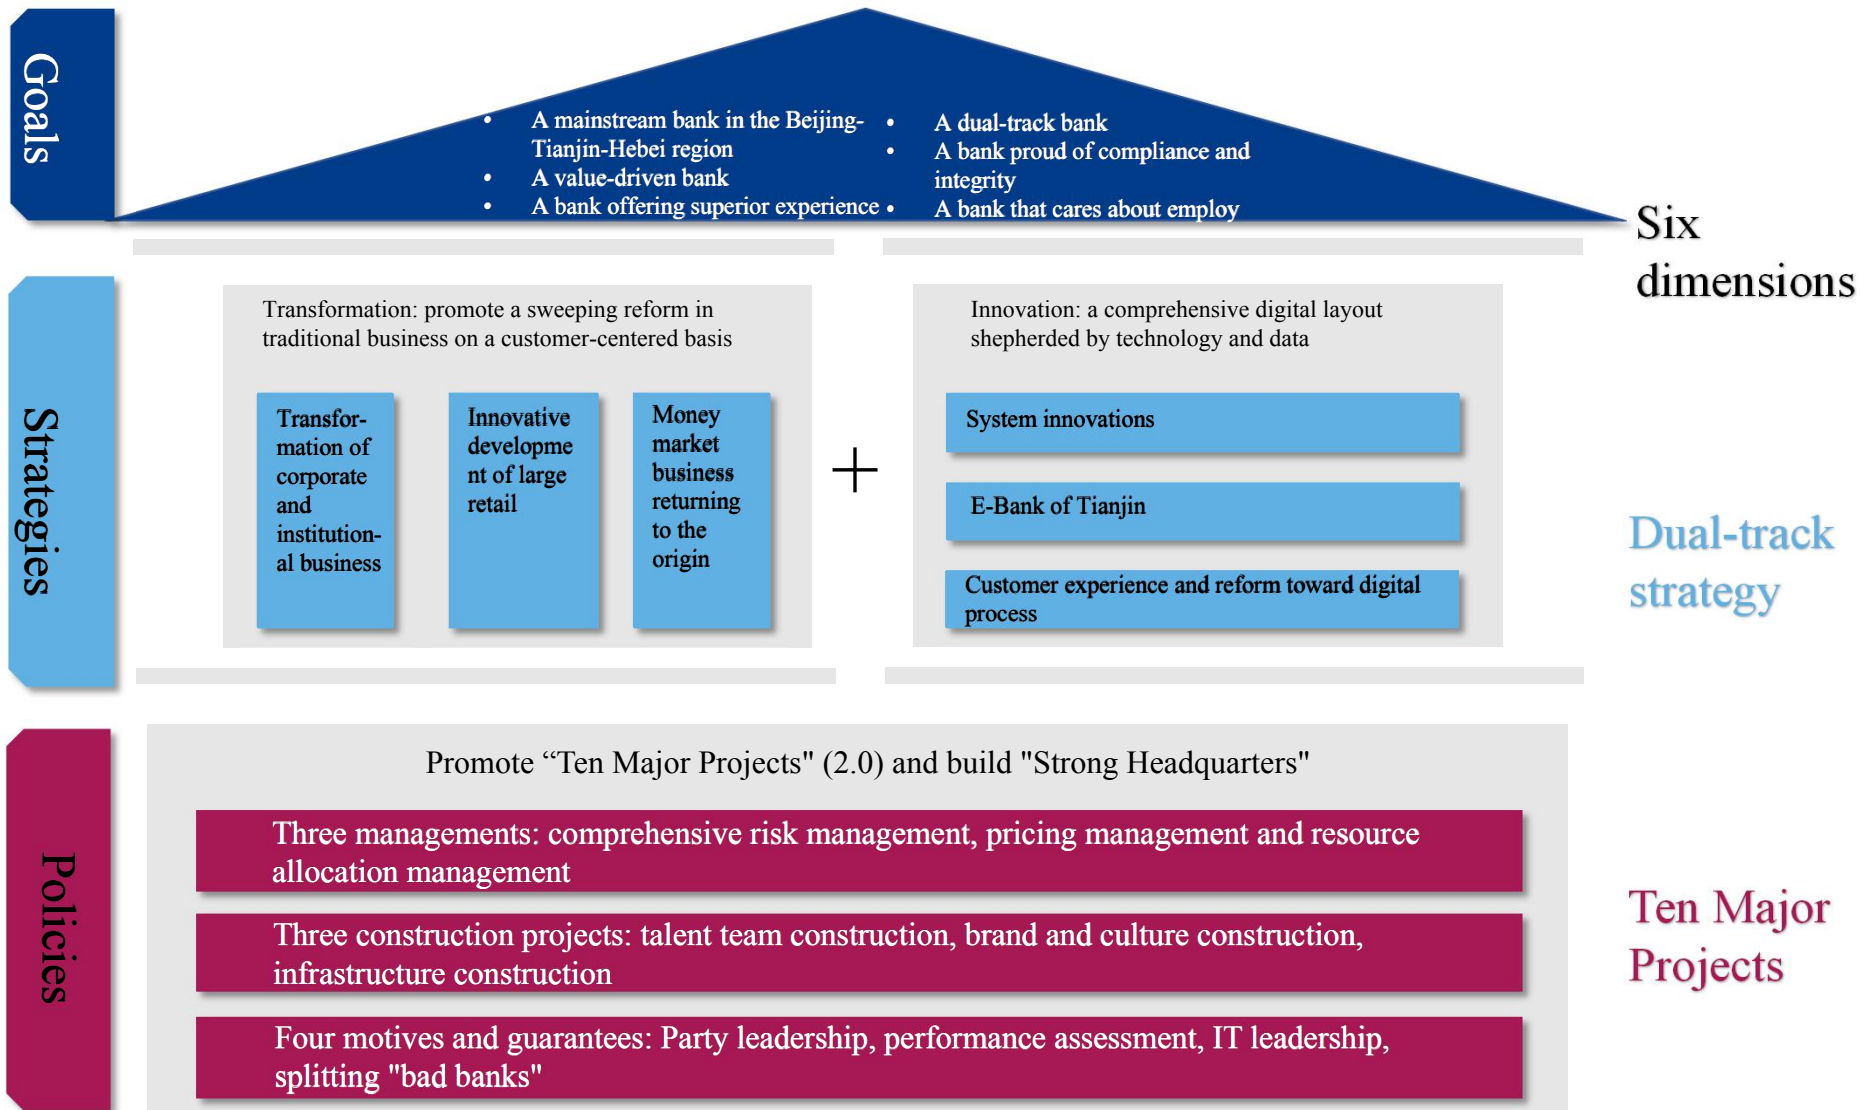 Goals
• A mainstream bank in the Beijing-
Tianjin-Hebei region
• A value-driven bank
• A bank offering superior experience
• A dual-track bank
• A bank proud of compliance and
integrity
• A bank that cares about employ
Six
dimensions
Strategies
Transformation: promote a sweeping reform in
traditional business on a customer-centered basis
Transfor-
mation of
corporate
and
institution-
al business
Innovative
developme
nt of large
retail
Money
market
business
returning
to the
origin
+
Innovation: a comprehensive digital layout
shepherded by technology and data
System innovations
E-Bank of Tianjin
Customer experience and reform toward digital
process
Dual-track
strategy
Policies
Promote “Ten Major Projects" (2.0) and build "Strong Headquarters"
Three managements: comprehensive risk management, pricing management and resource
allocation management
Three construction projects: talent team construction, brand and culture construction,
infrastructure construction
Four motives and guarantees: Party leadership, performance assessment, IT leadership,
splitting "bad banks"
Ten Major
Projects